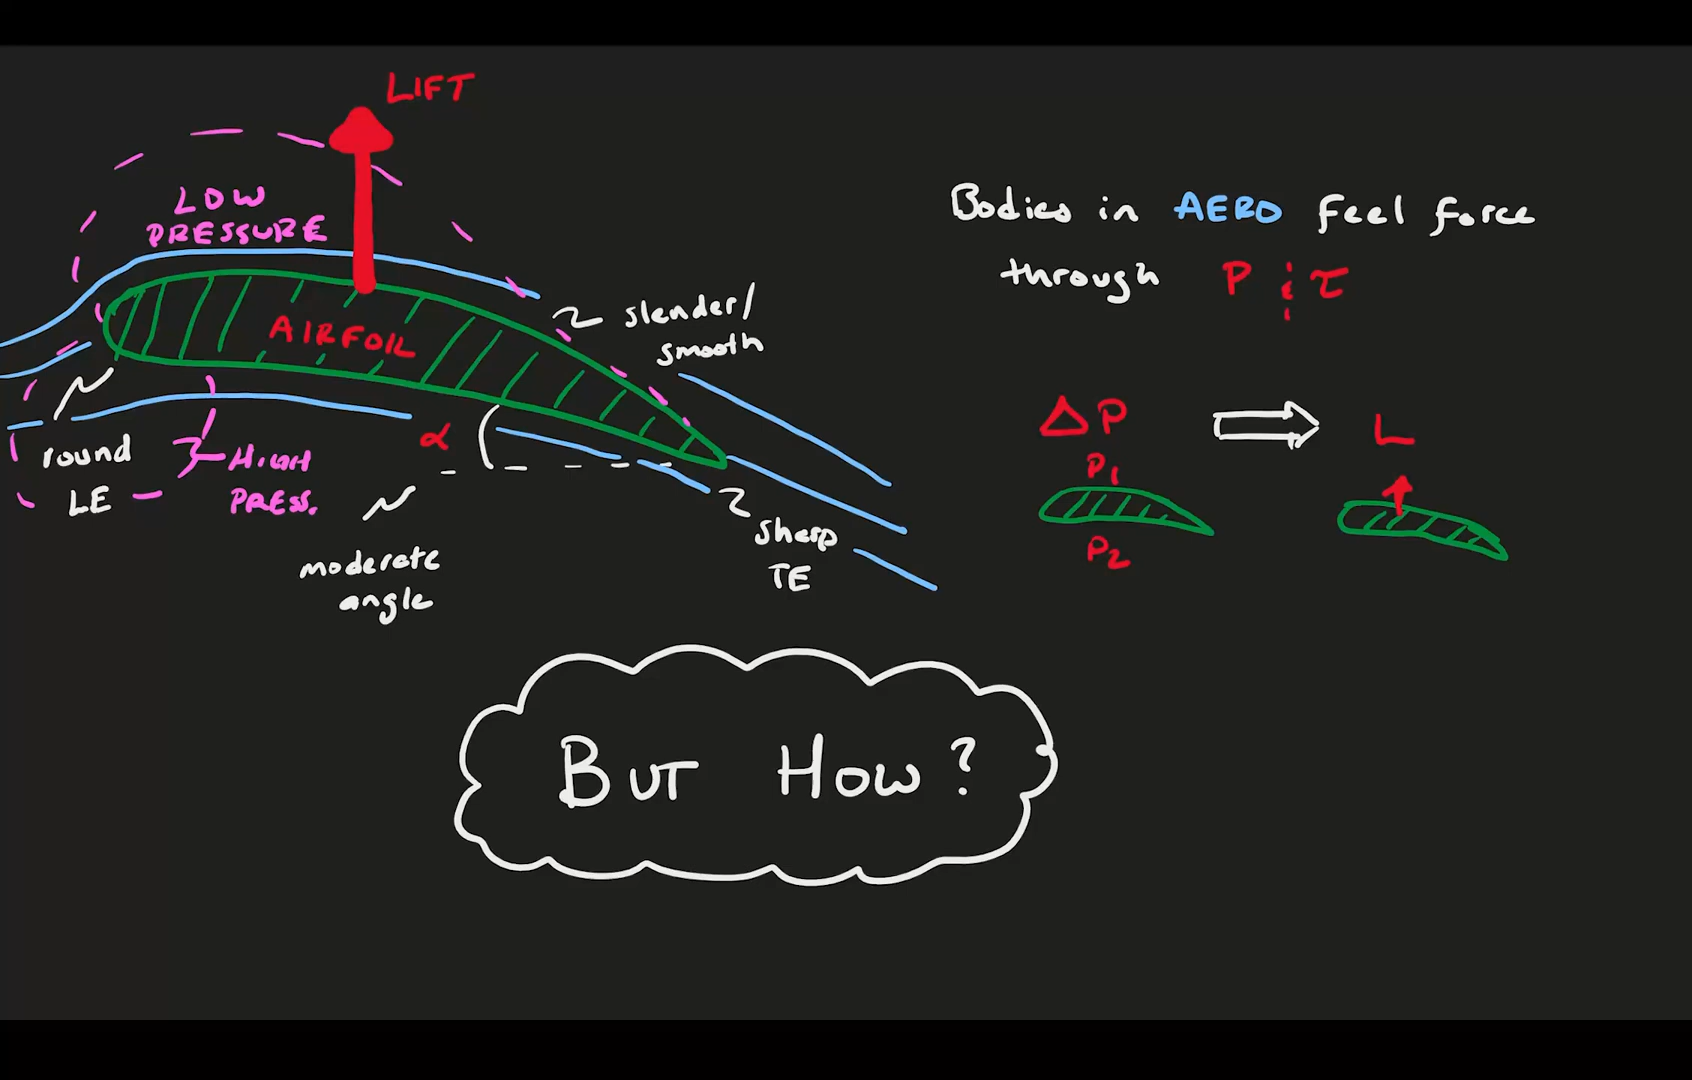 LIFT
LOW
PRESSURE
AIRFOIL
slender/
smooth
round
LE
HIGH
PRESS.
α
moderate
angle
sharp
TE
Bodies in AERO feel force
through P & τ
ΔP ⇒ L
P₁
P₂
BUT HOW?